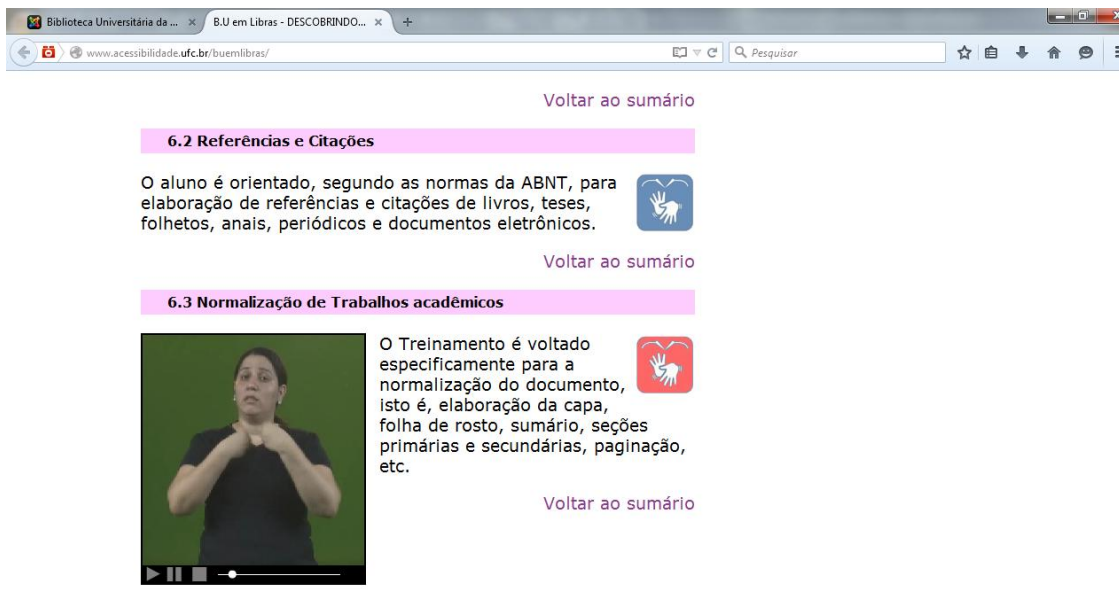 Biblioteca Universitária da ...
B.U em Libras - DESCOBRINDO...
www.acessibilidade.ufc.br/buemlibras/
Pesquisar
Voltar ao sumário
6.2 Referências e Citações
O aluno é orientado, segundo as normas da ABNT, para
elaboração de referências e citações de livros, teses,
folhetos, anais, periódicos e documentos eletrônicos.
Voltar ao sumário
6.3 Normalização de Trabalhos acadêmicos
O Treinamento é voltado
especificamente para a
normalização do documento,
isto é, elaboração da capa,
folha de rosto, sumário, seções
primárias e secundárias, paginação,
etc.
Voltar ao sumário